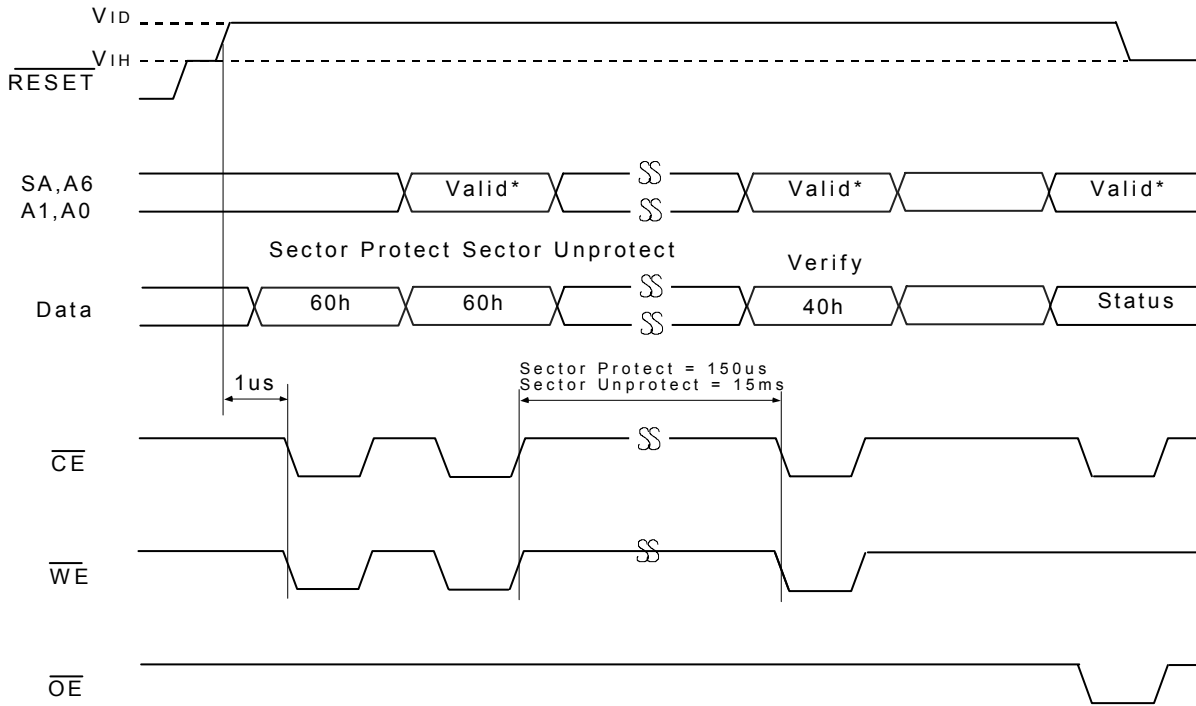 VID
VIH
RESET
SA,A6
A1,A0
Valid*
Valid*
Valid*
Sector Protect Sector Unprotect
Verify
Data
60h
60h
40h
Status
1us
Sector Protect = 150us
Sector Unprotect = 15ms
CE
WE
OE